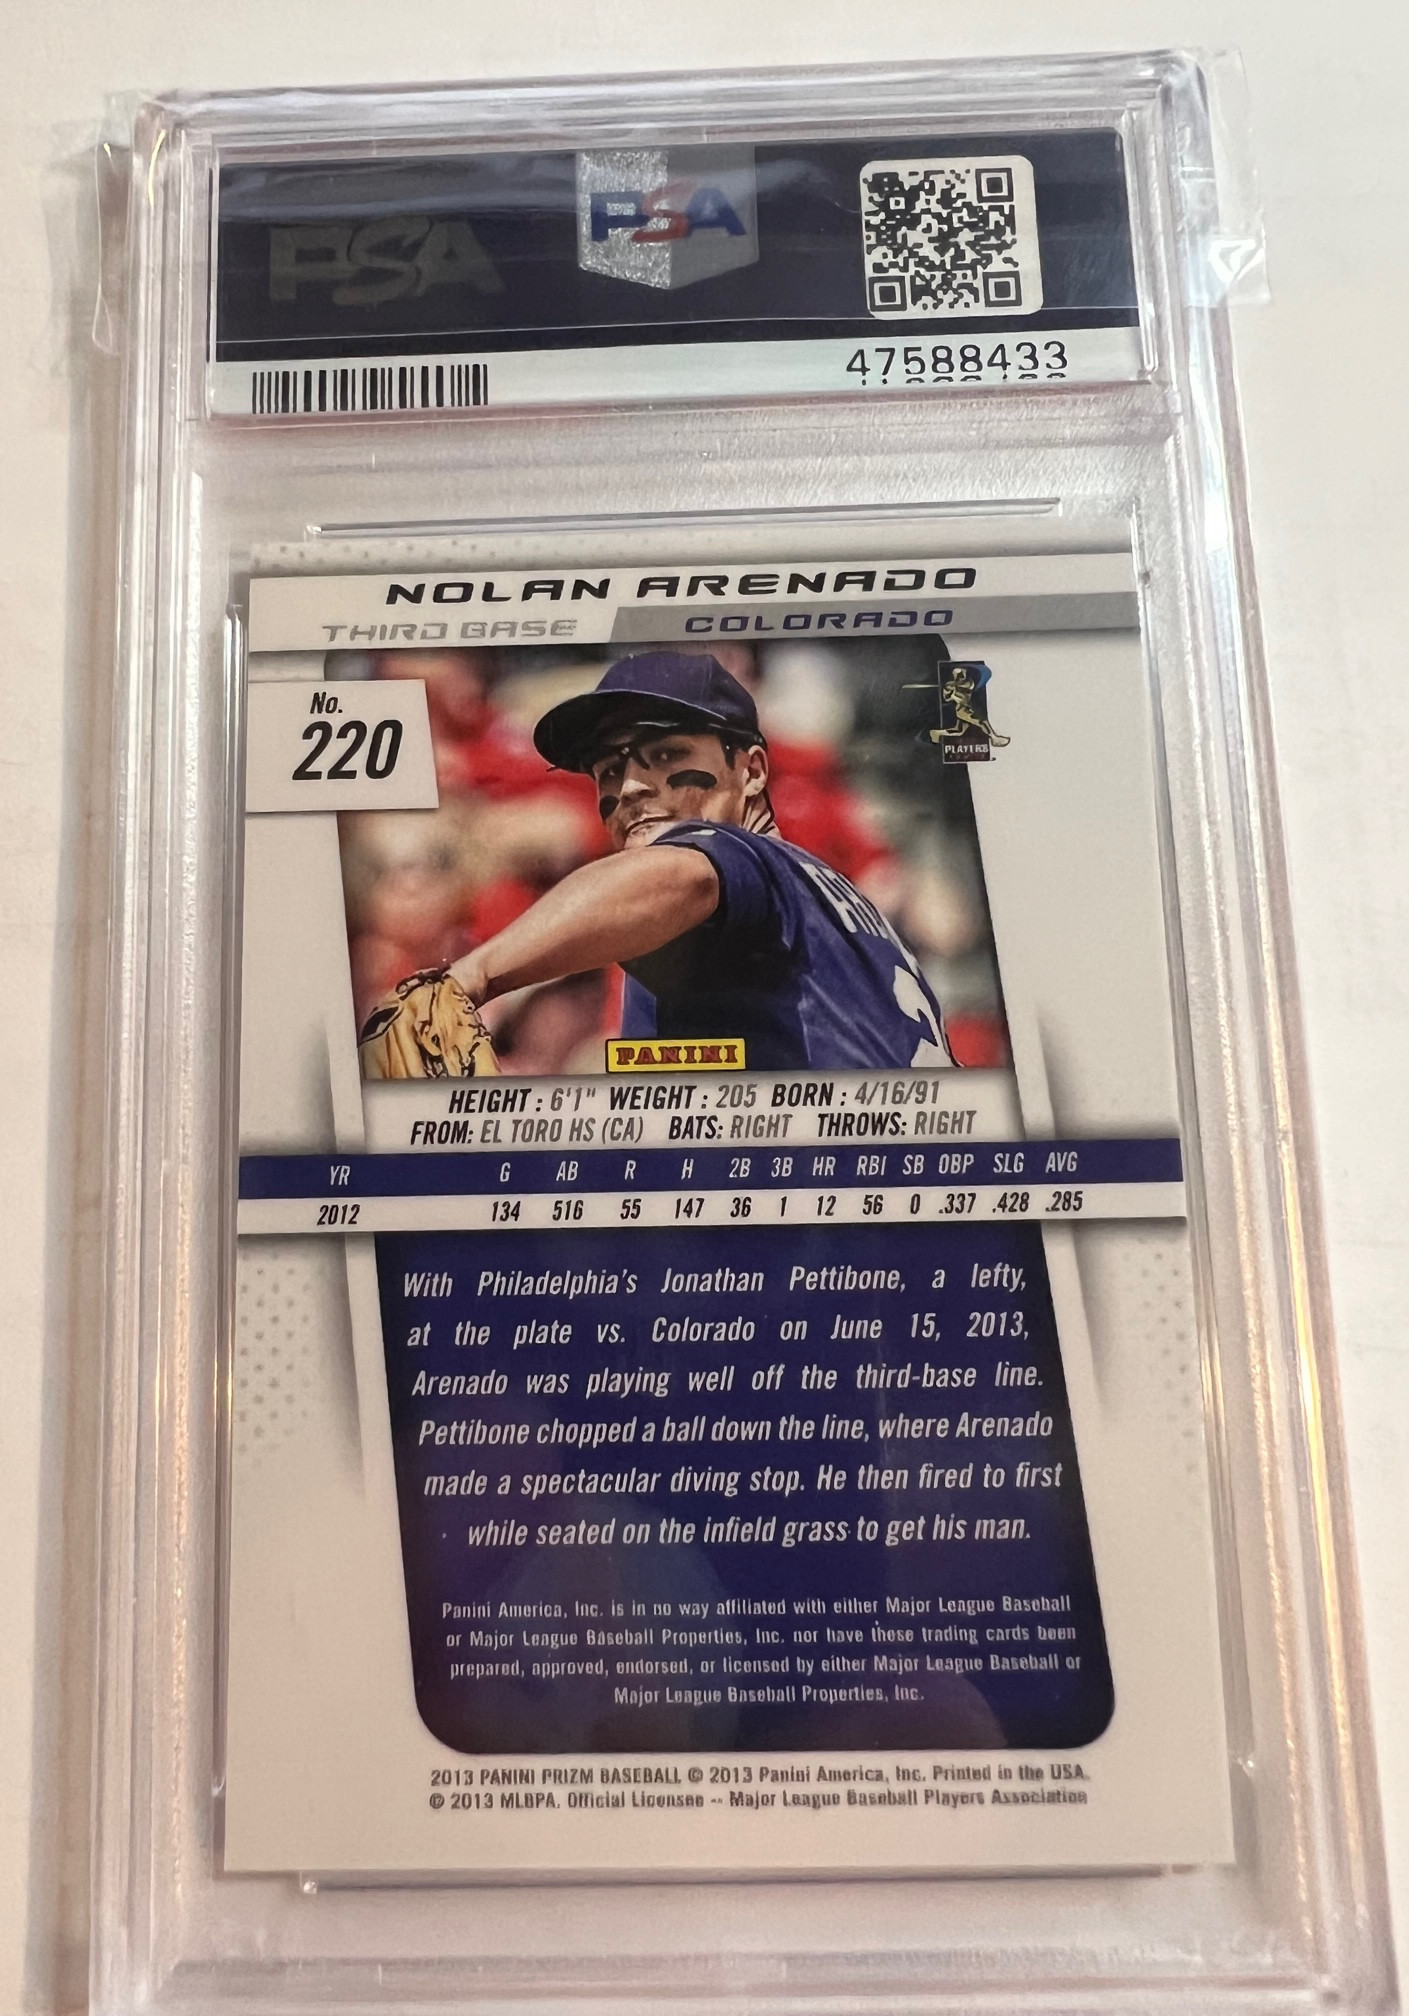 PSA
PSA
47588433
NOLAN ARENADO
THIRD BASE COLORADO
No.
220
PLAYERS
PANINI
HEIGHT: 6'1" WEIGHT: 205 BORN: 4/16/91
FROM: EL TORO HS (CA) BATS: RIGHT THROWS: RIGHT
YR G AB R H 2B 3B HR RBI SB OBP SLG AVG
2012 134 516 55 147 36 1 12 56 0 .337 .428 .285
With Philadelphia's Jonathan Pettibone, a lefty,
at the plate vs. Colorado on June 15, 2013,
Arenado was playing well off the third-base line.
Pettibone chopped a ball down the line, where Arenado
made a spectacular diving stop. He then fired to first
while seated on the infield grass to get his man.
Panini America, Inc. is in no way affiliated with either Major League Baseball
or Major League Baseball Properties, Inc. nor have these trading cards been
prepared, approved, endorsed, or licensed by either Major League Baseball or
Major League Baseball Properties, Inc.
2013 PANINI PRIZM BASEBALL © 2013 Panini America, Inc. Printed in the USA.
© 2013 MLBPA. Official Licensee -- Major League Baseball Players Association